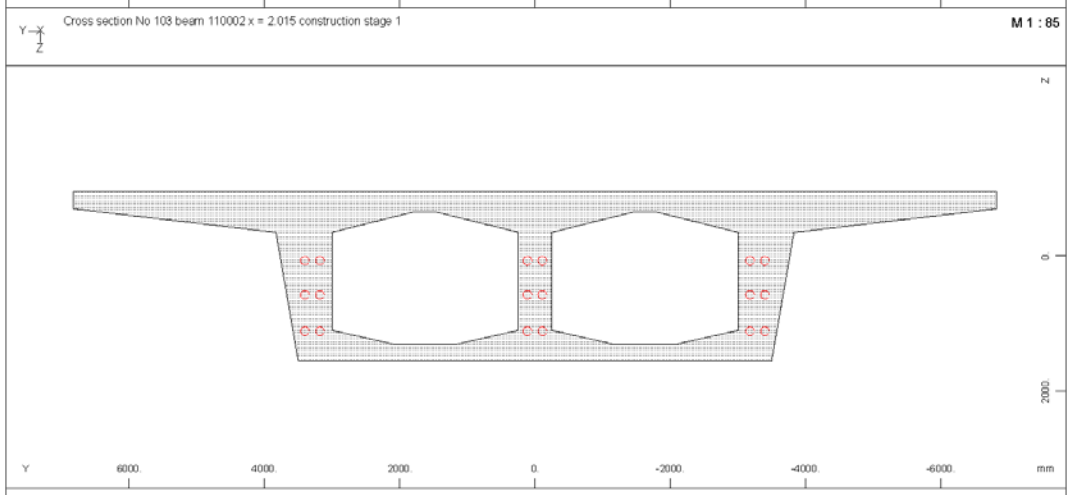 Cross section No 103 beam 110002 x = 2.015 construction stage 1
M 1 : 85
Y X
Z
Z
0.
2000.
Y 6000. 4000. 2000. 0. -2000. -4000. -6000. mm